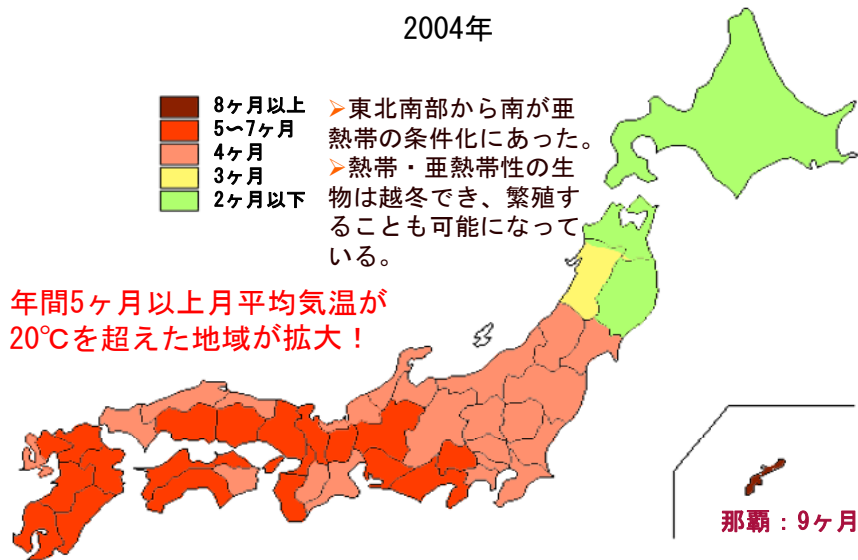 2004年
8ヶ月以上
5～7ヶ月
4ヶ月
3ヶ月
2ヶ月以下
➢東北南部から南が亜
熱帯の条件化にあった。
➢熱帯・亜熱帯性の生
物は越冬でき、繁殖す
ることも可能になって
いる。
年間5ヶ月以上月平均気温が
20℃を超えた地域が拡大！
那覇：9ヶ月